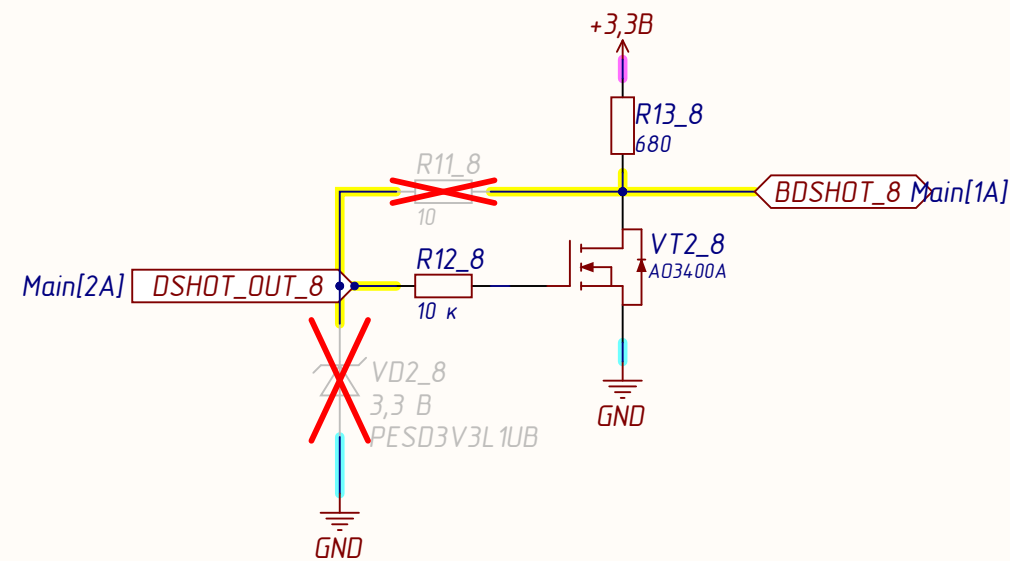 +3,3В
R13_8
680
R11_8
10
BDSHOT_8 Main[1A]
VT2_8
AO3400A
R12_8
10 к
Main[2A] DSHOT_OUT_8
VD2_8
3,3 В
PESD3V3L1UB
GND
GND